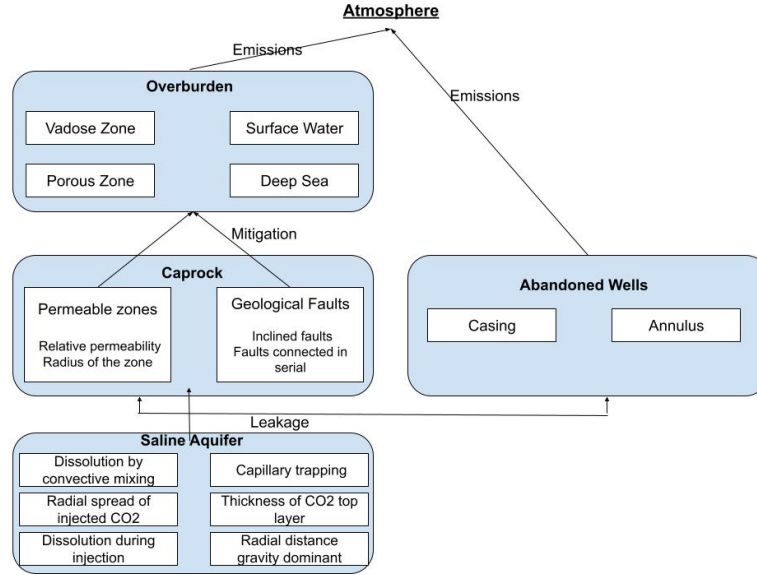 Atmosphere
Emissions
Emissions
Overburden
Vadose Zone
Surface Water
Porous Zone
Deep Sea
Mitigation
Caprock
Permeable zones
Relative permeability
Radius of the zone
Geological Faults
Inclined faults
Faults connected in
serial
Abandoned Wells
Casing
Annulus
Leakage
Saline Aquifer
Dissolution by
convective mixing
Capillary trapping
Radial spread of
injected CO2
Thickness of CO2 top
layer
Dissolution during
injection
Radial distance
gravity dominant